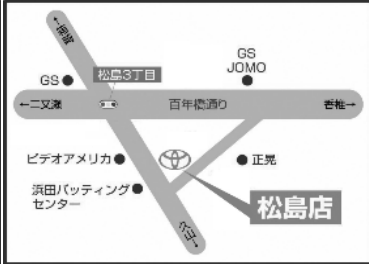 GS
JOMO
GS
松島3丁目
←二又瀬
百年橋通り
香椎→
ビデオアメリカ
正晃
浜田バッティング
センター
松島店
久山→